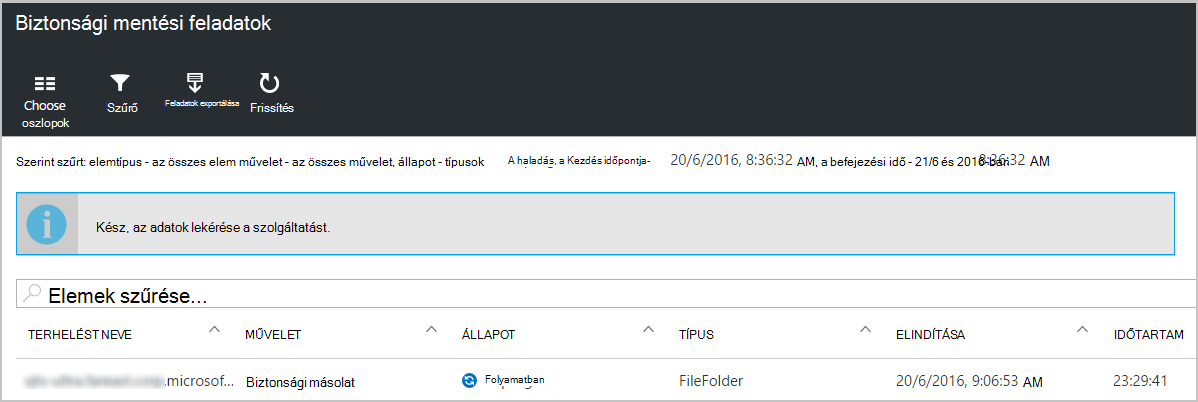 Biztonsági mentési feladatok
Choose oszlopok
Szűrő
Feladatok exportálása
Frissítés
Szerint szűrt: elemtípus - az összes elem művelet - az összes művelet, állapot - típusok A haladás, a Kezdés időpontja- 20/6/2016, 8:36:32 AM, a befejezési idő - 21/6 és 2016-ban 8:36:32 AM
Kész, az adatok lekérése a szolgáltatást.
Elemek szűrése...
TERHELÉST NEVE MŰVELET ÁLLAPOT TÍPUS ELINDÍTÁSA IDŐTARTAM
.microsof... Biztonsági másolat Folyamatban FileFolder 20/6/2016, 9:06:53 AM 23:29:41